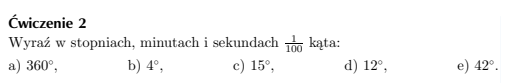 Ćwiczenie 2
Wyraź w stopniach, minutach i sekundach 1/100 kąta:
a) 360°, b) 4°, c) 15°, d) 12°, e) 42°.